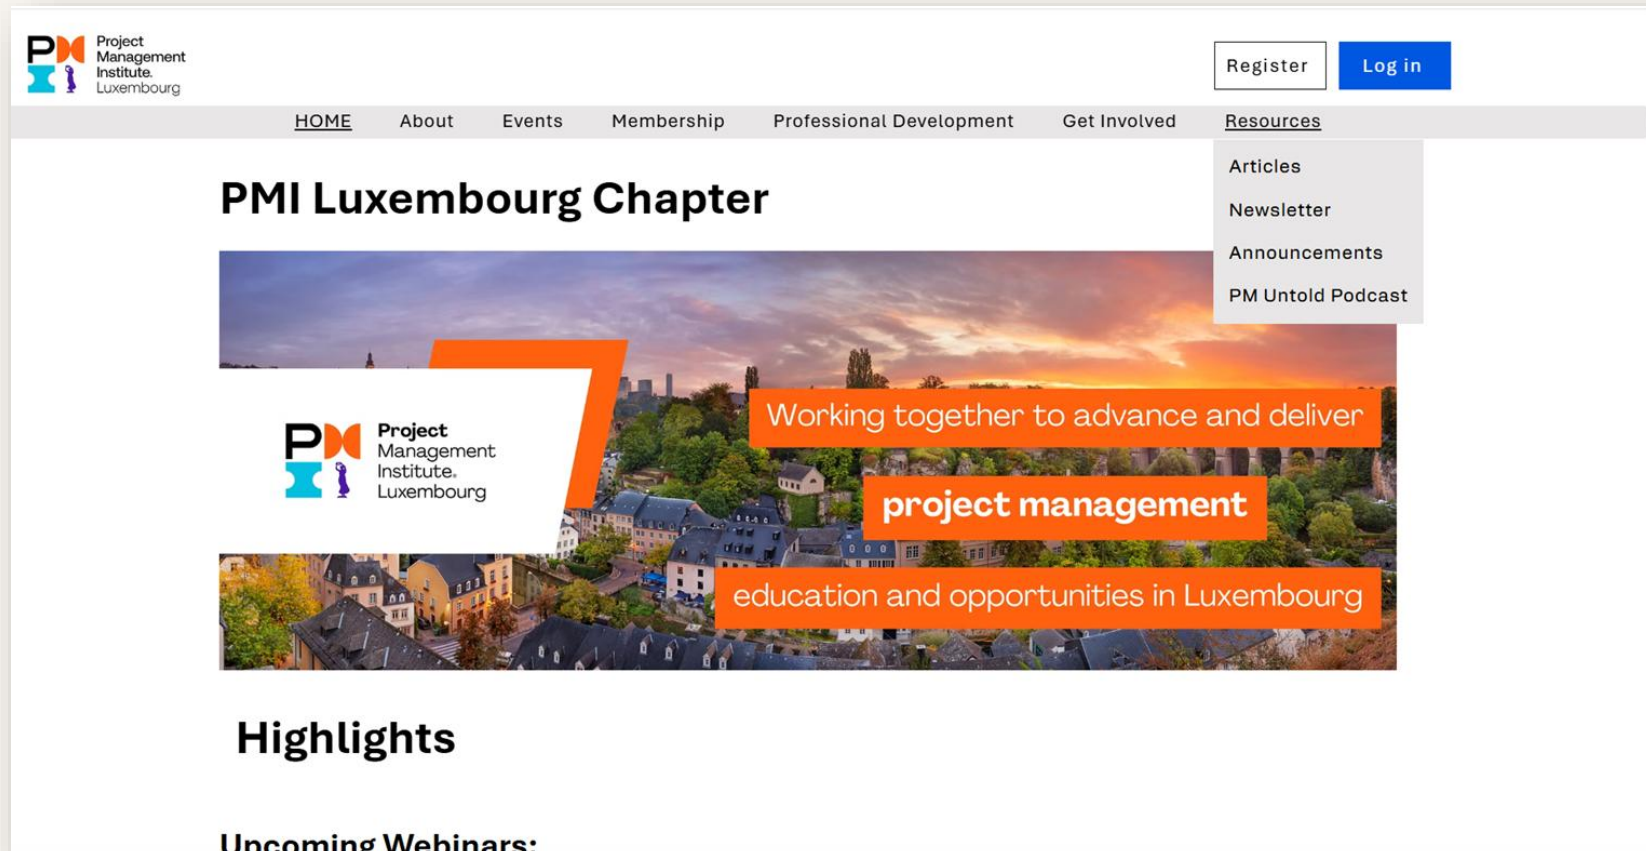 PMI
Project
Management
Institute.
Luxembourg
Register
Log in
HOME
About
Events
Membership
Professional Development
Get Involved
Resources
Articles
Newsletter
Announcements
PM Untold Podcast
PMI Luxembourg Chapter
PMI
Project
Management
Institute.
Luxembourg
Working together to advance and deliver
project management
education and opportunities in Luxembourg
Highlights
Upcoming Webinars: